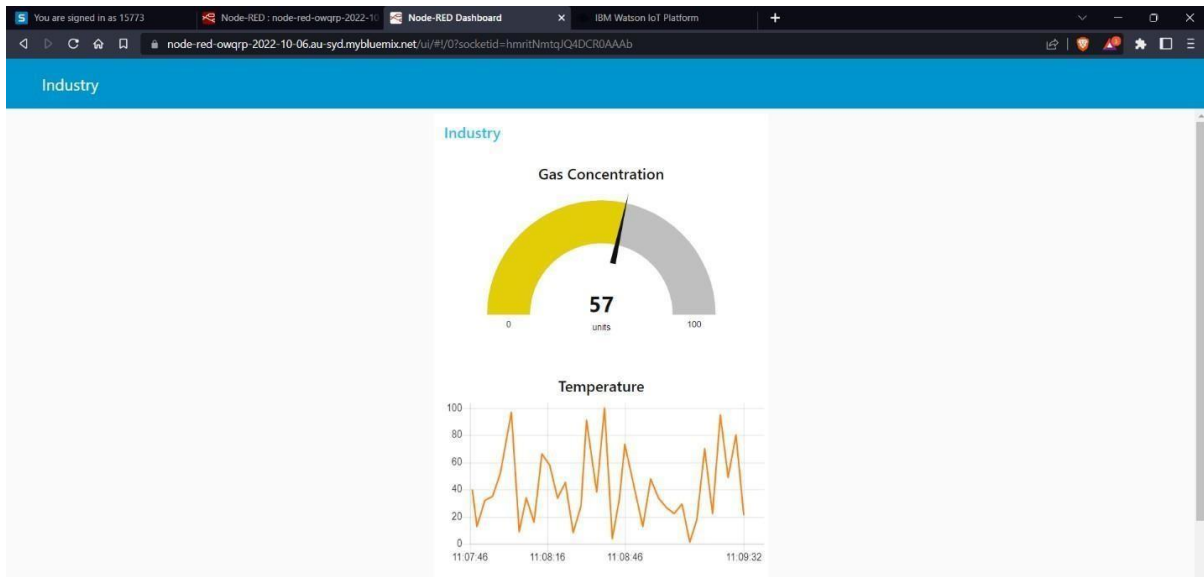 You are signed in as 15773
Node-RED : node-red-owqrp-2022-10
Node-RED Dashboard
IBM Watson IoT Platform
node-red-owqrp-2022-10-06.au-syd.mybluemix.net/ui/#!/0?socketid=hmritNmtqJQ4DCR0AAAb
Industry
Industry
Gas Concentration
57
0 units 100
Temperature
100
80
60
40
20
0
11:07:46 11:08:16 11:08:46 11:09:32